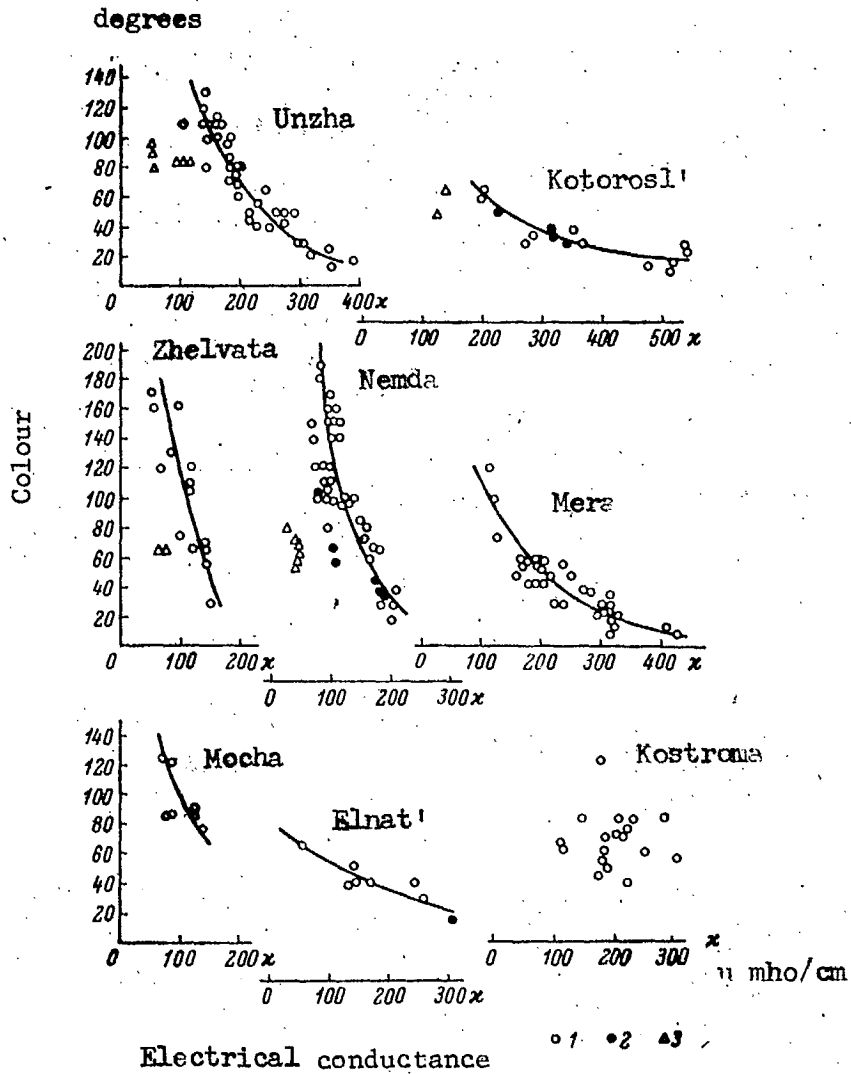 degrees
140
120
100
80
60
40
20
Unzha
Kotorosl'
0 100 200 300 400 ϰ
0 200 300 400 500 ϰ
Colour
200
180
160
140
120
100
80
60
40
20
Zhelvata
Nemda
Mera
0 100 200 ϰ
0 100 200 300 ϰ
0 100 200 300 400 ϰ
140
120
100
80
60
40
20
Mocha
Elnat'
Kostroma
0 100 200 ϰ
0 100 200 300 ϰ
0 100 200 300 ϰ
mho/cm
○ 1 ● 2 ▲ 3
Electrical conductance